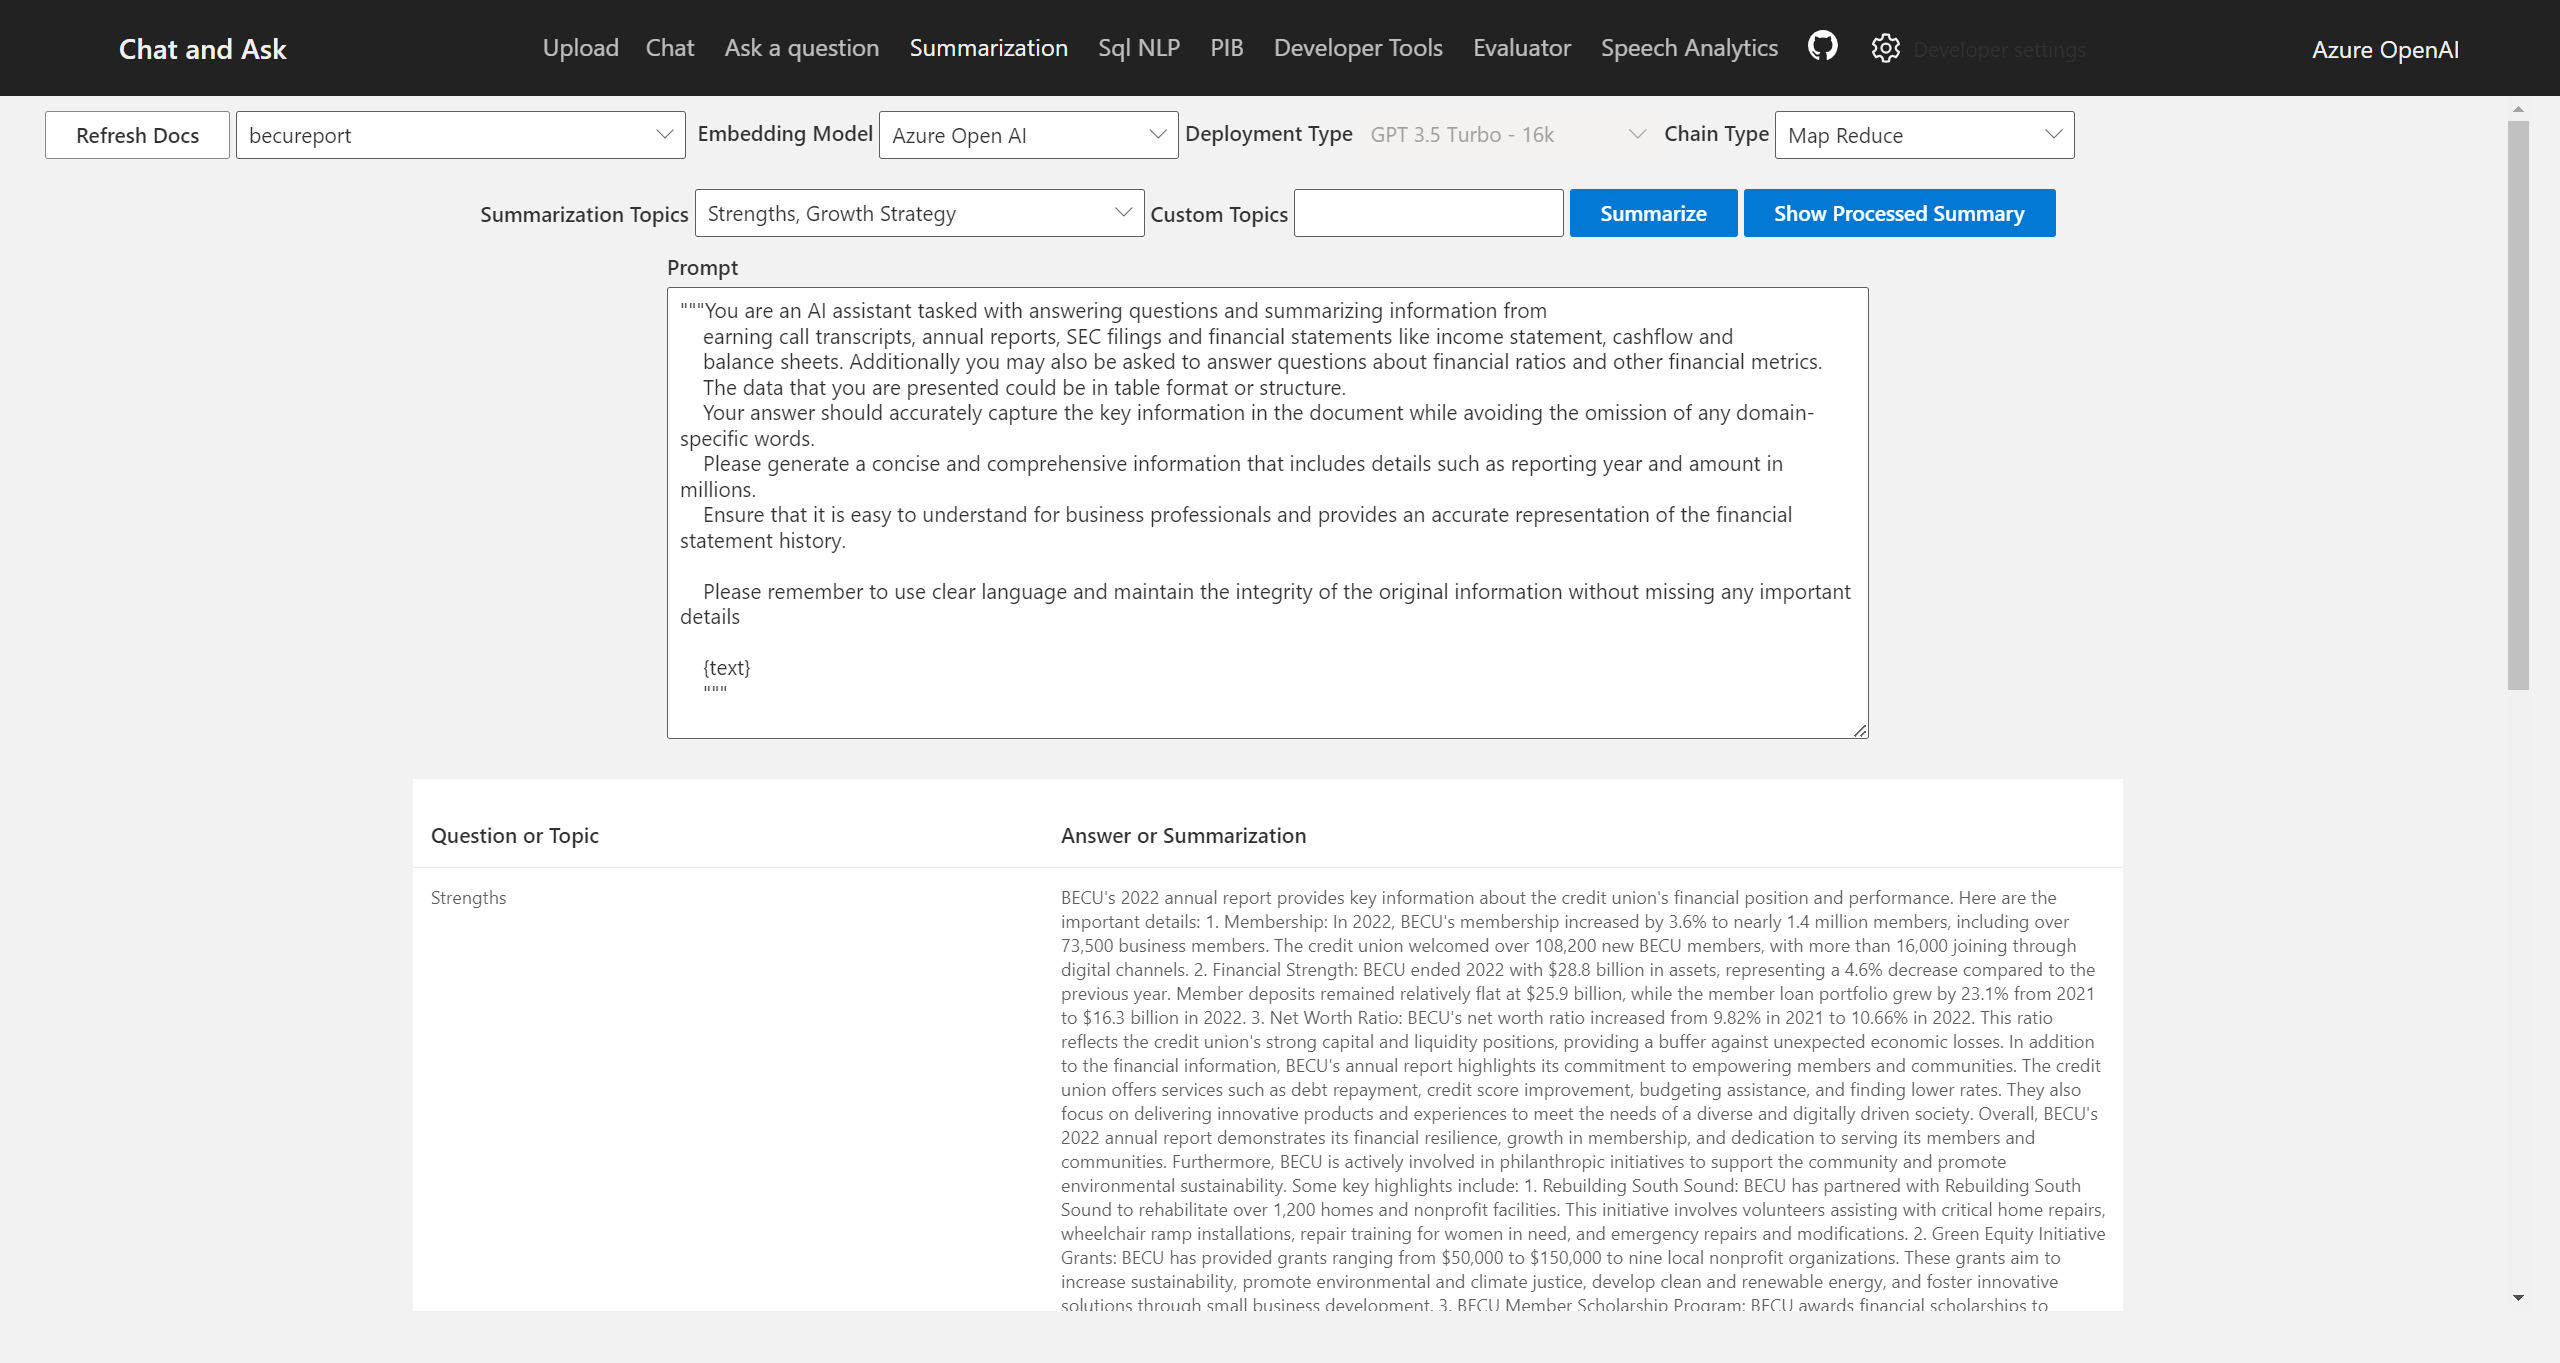 Chat and Ask
Upload Chat Ask a question Summarization Sql NLP PIB Developer Tools Evaluator Speech Analytics Developer settings Azure OpenAI
Refresh Docs becureport Embedding Model Azure Open AI Deployment Type GPT 3.5 Turbo - 16k Chain Type Map Reduce
Summarization Topics Strengths, Growth Strategy Custom Topics Summarize Show Processed Summary
Prompt
"""You are an AI assistant tasked with answering questions and summarizing information from
earning call transcripts, annual reports, SEC filings and financial statements like income statement, cashflow and
balance sheets. Additionally you may also be asked to answer questions about financial ratios and other financial metrics.
The data that you are presented could be in table format or structure.
Your answer should accurately capture the key information in the document while avoiding the omission of any domain-
specific words.
Please generate a concise and comprehensive information that includes details such as reporting year and amount in
millions.
Ensure that it is easy to understand for business professionals and provides an accurate representation of the financial
statement history.
Please remember to use clear language and maintain the integrity of the original information without missing any important
details
{text}
"""
Question or Topic Answer or Summarization
Strengths
BECU's 2022 annual report provides key information about the credit union's financial position and performance. Here are the
important details: 1. Membership: In 2022, BECU's membership increased by 3.6% to nearly 1.4 million members, including over
73,500 business members. The credit union welcomed over 108,200 new BECU members, with more than 16,000 joining through
digital channels. 2. Financial Strength: BECU ended 2022 with $28.8 billion in assets, representing a 4.6% decrease compared to the
previous year. Member deposits remained relatively flat at $25.9 billion, while the member loan portfolio grew by 23.1% from 2021
to $16.3 billion in 2022. 3. Net Worth Ratio: BECU's net worth ratio increased from 9.82% in 2021 to 10.66% in 2022. This ratio
reflects the credit union's strong capital and liquidity positions, providing a buffer against unexpected economic losses. In addition
to the financial information, BECU's annual report highlights its commitment to empowering members and communities. The credit
union offers services such as debt repayment, credit score improvement, budgeting assistance, and finding lower rates. They also
focus on delivering innovative products and experiences to meet the needs of a diverse and digitally driven society. Overall, BECU's
2022 annual report demonstrates its financial resilience, growth in membership, and dedication to serving its members and
communities. Furthermore, BECU is actively involved in philanthropic initiatives to support the community and promote
environmental sustainability. Some key highlights include: 1. Rebuilding South Sound: BECU has partnered with Rebuilding South
Sound to rehabilitate over 1,200 homes and nonprofit facilities. This initiative involves volunteers assisting with critical home repairs,
wheelchair ramp installations, repair training for women in need, and emergency repairs and modifications. 2. Green Equity Initiative
Grants: BECU has provided grants ranging from $50,000 to $150,000 to nine local nonprofit organizations. These grants aim to
increase sustainability, promote environmental and climate justice, develop clean and renewable energy, and foster innovative
solutions through small business development. 3. BECU Member Scholarship Program: BECU awards financial scholarships to